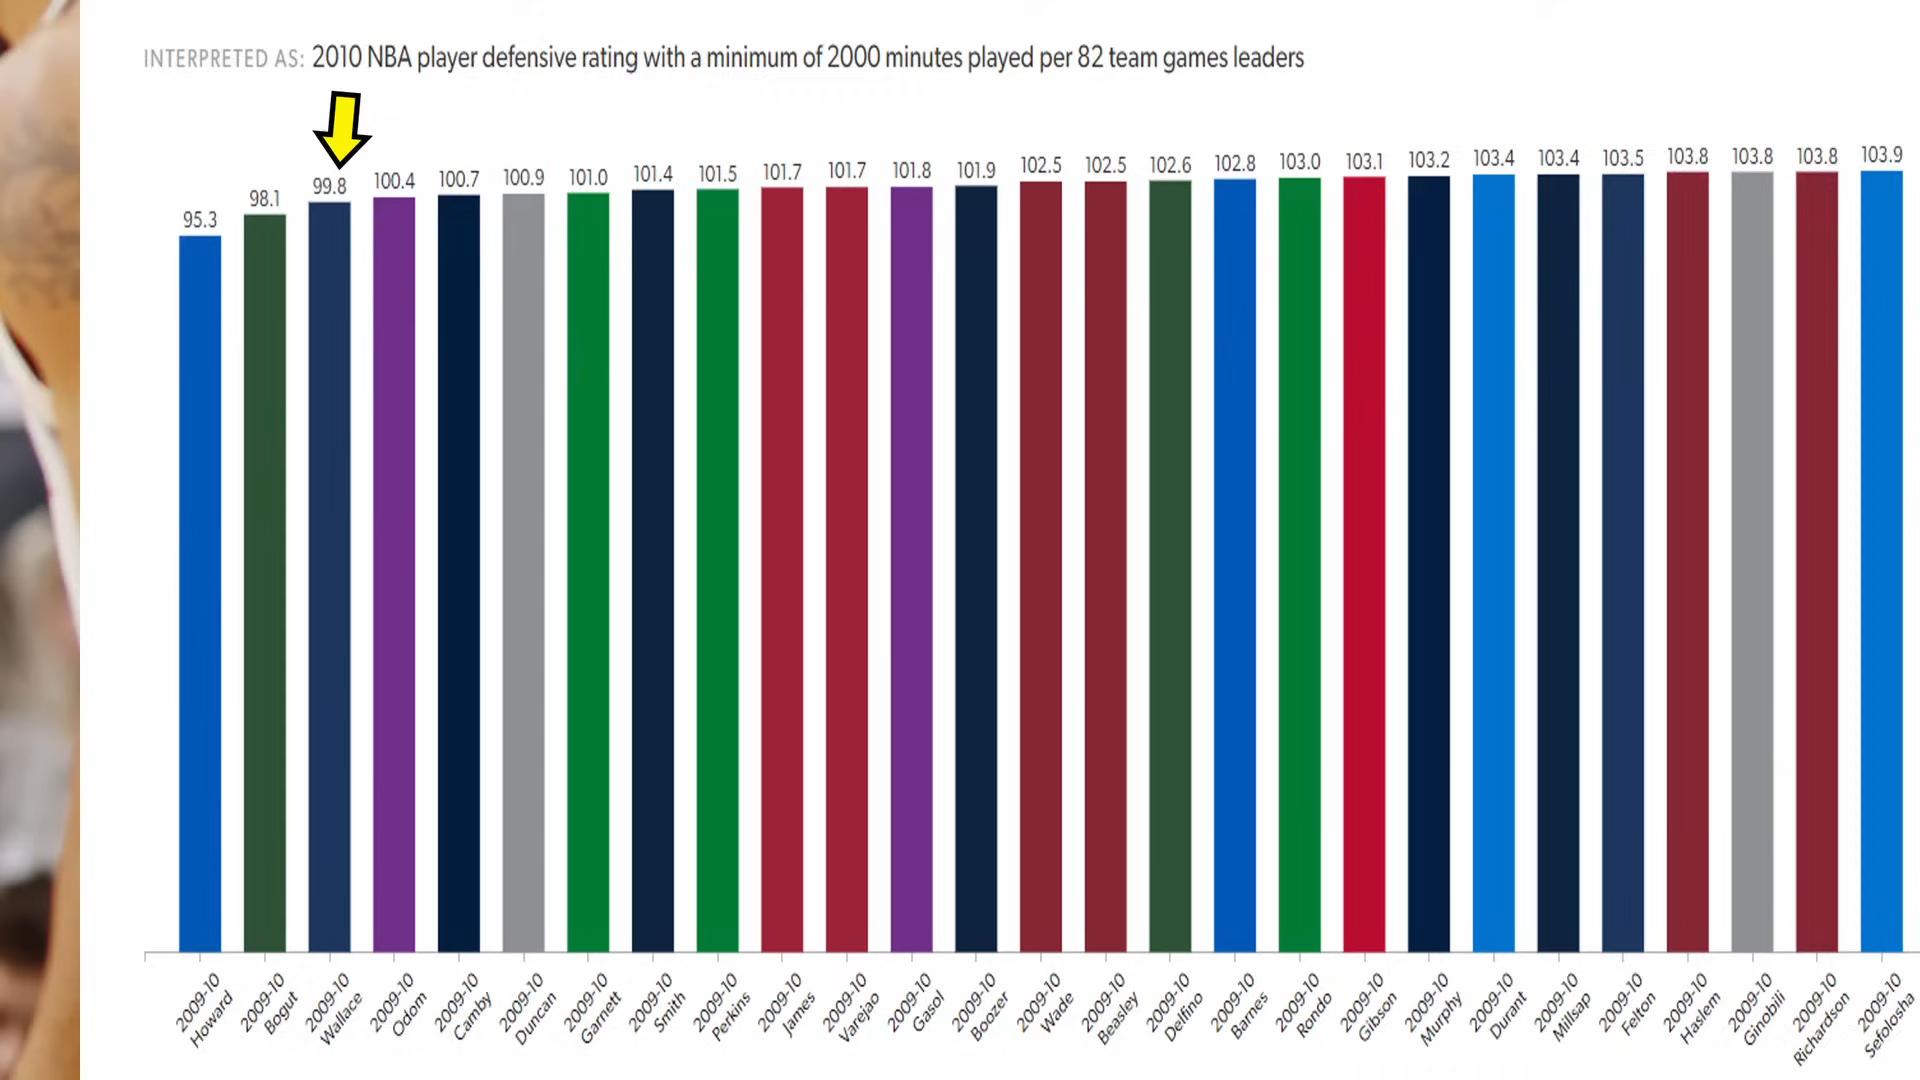 INTERPRETED AS: 2010 NBA player defensive rating with a minimum of 2000 minutes played per 82 team games leaders
95.3
98.1
99.8
100.4
100.7
100.9
101.0
101.4
101.5
101.7
101.7
101.8
101.9
102.5
102.5
102.6
102.8
103.0
103.1
103.2
103.4
103.4
103.5
103.8
103.8
103.8
103.9
2009-10
Howard
2009-10
Bogut
2009-10
Wallace
2009-10
Odom
2009-10
Camby
2009-10
Duncan
2009-10
Garnett
2009-10
Smith
2009-10
Perkins
2009-10
James
2009-10
Varejao
2009-10
Gasol
2009-10
Boozer
2009-10
Wade
2009-10
Beasley
2009-10
Delfino
2009-10
Barnes
2009-10
Rondo
2009-10
Gibson
2009-10
Murphy
2009-10
Durant
2009-10
Millsap
2009-10
Felton
2009-10
Haslem
2009-10
Ginobili
2009-10
Richardson
2009-10
Sefolosha